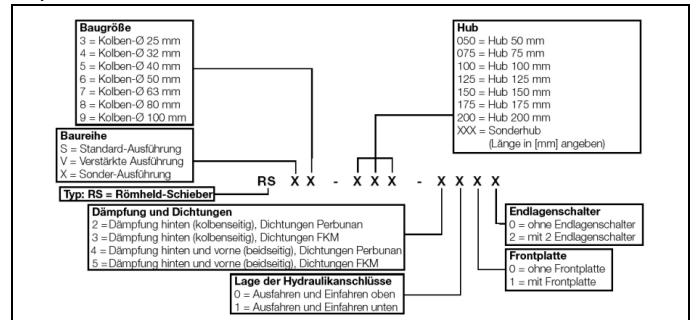 Baugröße
3 = Kolben-Ø 25 mm
4 = Kolben-Ø 32 mm
5 = Kolben-Ø 40 mm
6 = Kolben-Ø 50 mm
7 = Kolben-Ø 63 mm
8 = Kolben-Ø 80 mm
9 = Kolben-Ø 100 mm
Hub
050 = Hub 50 mm
075 = Hub 75 mm
100 = Hub 100 mm
125 = Hub 125 mm
150 = Hub 150 mm
175 = Hub 175 mm
200 = Hub 200 mm
XXX = Sonderhub
(Länge in [mm] angeben)
Baureihe
S = Standard-Ausführung
V = Verstärkte Ausführung
X = Sonder-Ausführung
RS X X - X X X - X X X X
Typ: RS = Römheld-Schieber
Dämpfung und Dichtungen
2 = Dämpfung hinten (kolbenseitig), Dichtungen Perbunan
3 = Dämpfung hinten (kolbenseitig), Dichtungen FKM
4 = Dämpfung hinten und vorne (beidseitig), Dichtungen Perbunan
5 = Dämpfung hinten und vorne (beidseitig), Dichtungen FKM
Endlagenschalter
0 = ohne Endlagenschalter
2 = mit 2 Endlagenschalter
Frontplatte
0 = ohne Frontplatte
1 = mit Frontplatte
Lage der Hydraulikanschlüsse
0 = Ausfahren und Einfahren oben
1 = Ausfahren und Einfahren unten